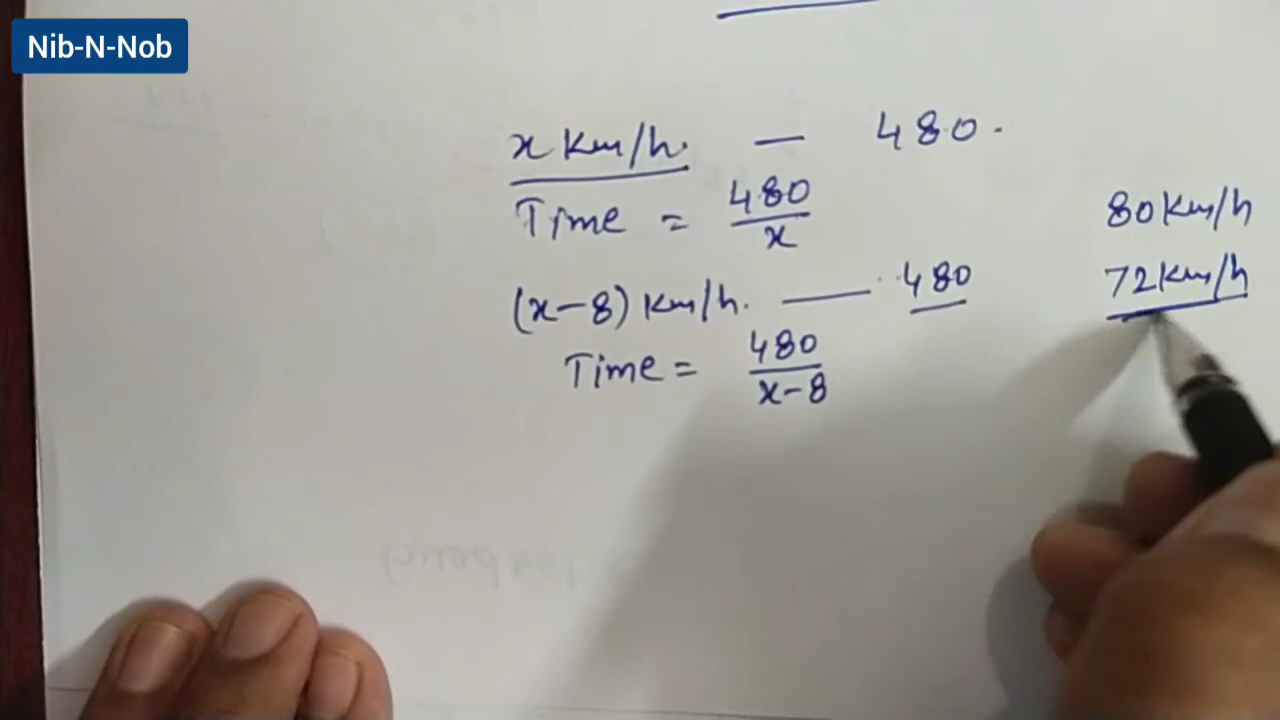 Nib-N-Nob
x Km/h. — 480.
Time = 480/x
80 Km/h
(x-8) Km/h. — 480
72 Km/h
Time = 480/x-8